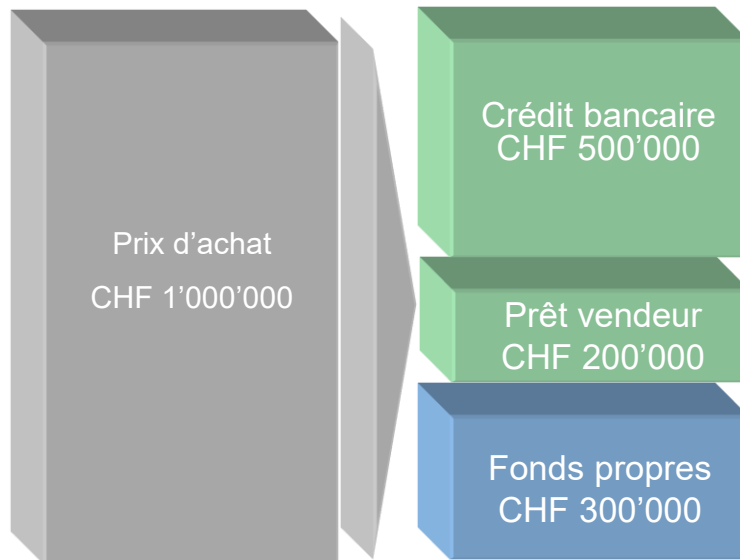 Prix d’achat
CHF 1’000’000
Crédit bancaire
CHF 500’000
Prêt vendeur
CHF 200’000
Fonds propres
CHF 300’000